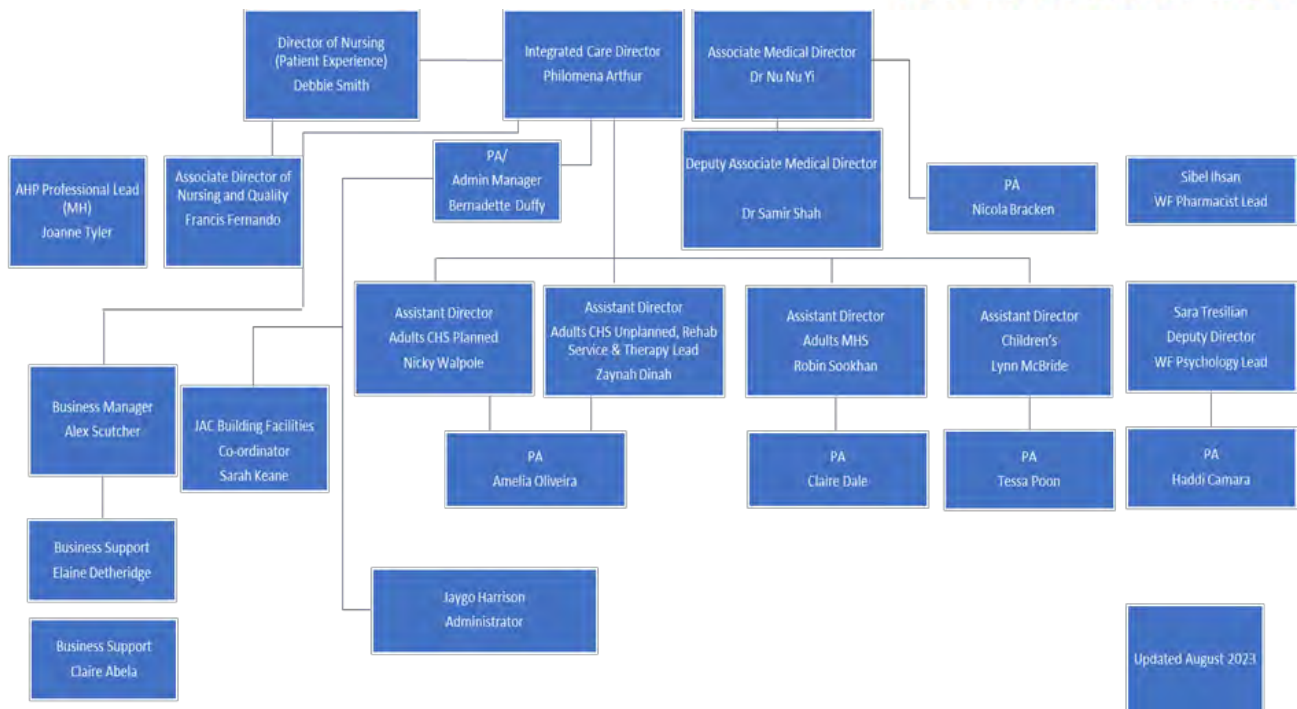 Director of Nursing
(Patient Experience)
Debbie Smith
Integrated Care Director
Philomena Arthur
Associate Medical Director
Dr Nu Nu Yi
AHP Professional Lead
(MH)
Joanne Tyler
Associate Director of
Nursing and Quality
Francis Fernando
PA/
Admin Manager
Bernadette Duffy
Deputy Associate Medical Director
Dr Samir Shah
PA
Nicola Bracken
Sibel Ihsan
WF Pharmacist Lead
Business Manager
Alex Scutcher
JAC Building Facilities
Co-ordinator
Sarah Keane
Assistant Director
Adults CHS Planned
Nicky Walpole
Assistant Director
Adults CHS Unplanned, Rehab
Service & Therapy Lead
Zaynah Dinah
Assistant Director
Adults MHS
Robin Sookhan
Assistant Director
Children's
Lynn McBride
Sara Tresilian
Deputy Director
WF Psychology Lead
PA
Amelia Oliveira
PA
Claire Dale
PA
Tessa Poon
PA
Haddi Camara
Business Support
Elaine Detheridge
Jaygo Harrison
Administrator
Business Support
Claire Abela
Updated August 2023